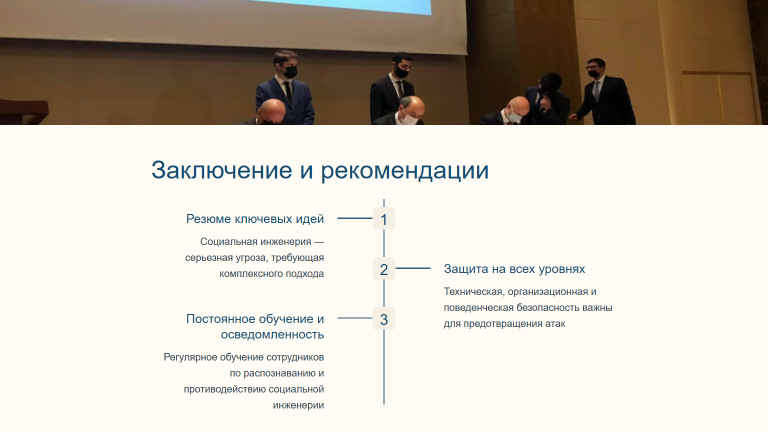 Заключение и рекомендации
Резюме ключевых идей
1
Социальная инженерия —
серьезная угроза, требующая
комплексного подхода
2
Защита на всех уровнях
Техническая, организационная и
поведенческая безопасность важны
для предотвращения атак
Постоянное обучение и
осведомленность
3
Регулярное обучение сотрудников
по распознаванию и
противодействию социальной
инженерии